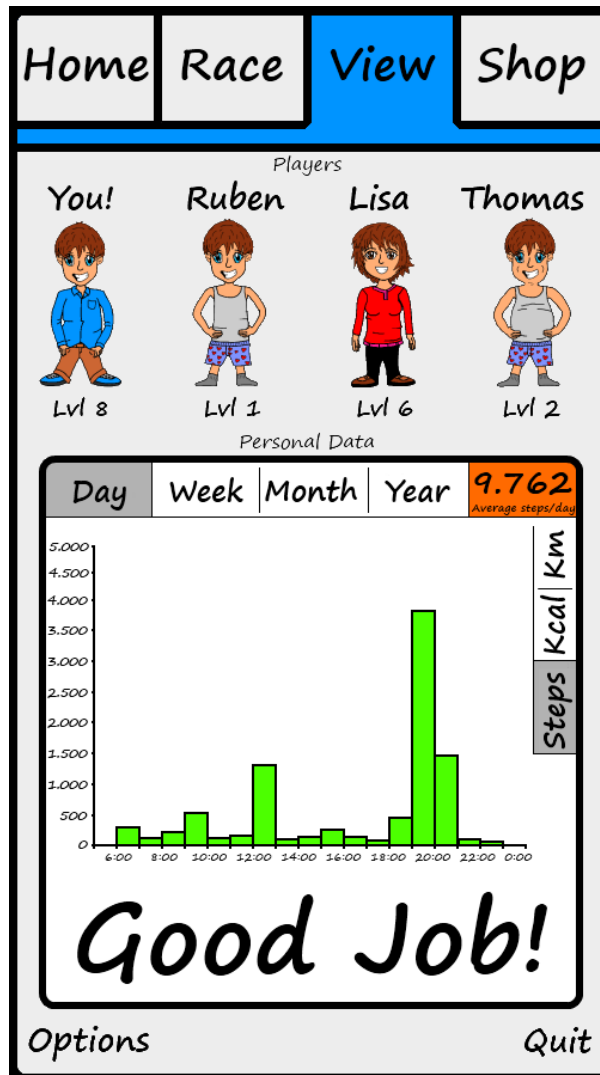 Home Race View Shop
Players
You! Ruben Lisa Thomas
Lvl 8 Lvl 1 Lvl 6 Lvl 2
Personal Data
Day Week Month Year 9.762
Average steps/day
Km
Kcal
Steps
5.000
4.500
4.000
3.500
3.000
2.500
2.000
1.500
1.000
500
0
6:00 8:00 10:00 12:00 14:00 16:00 18:00 20:00 22:00 0:00
Good Job!
Options Quit